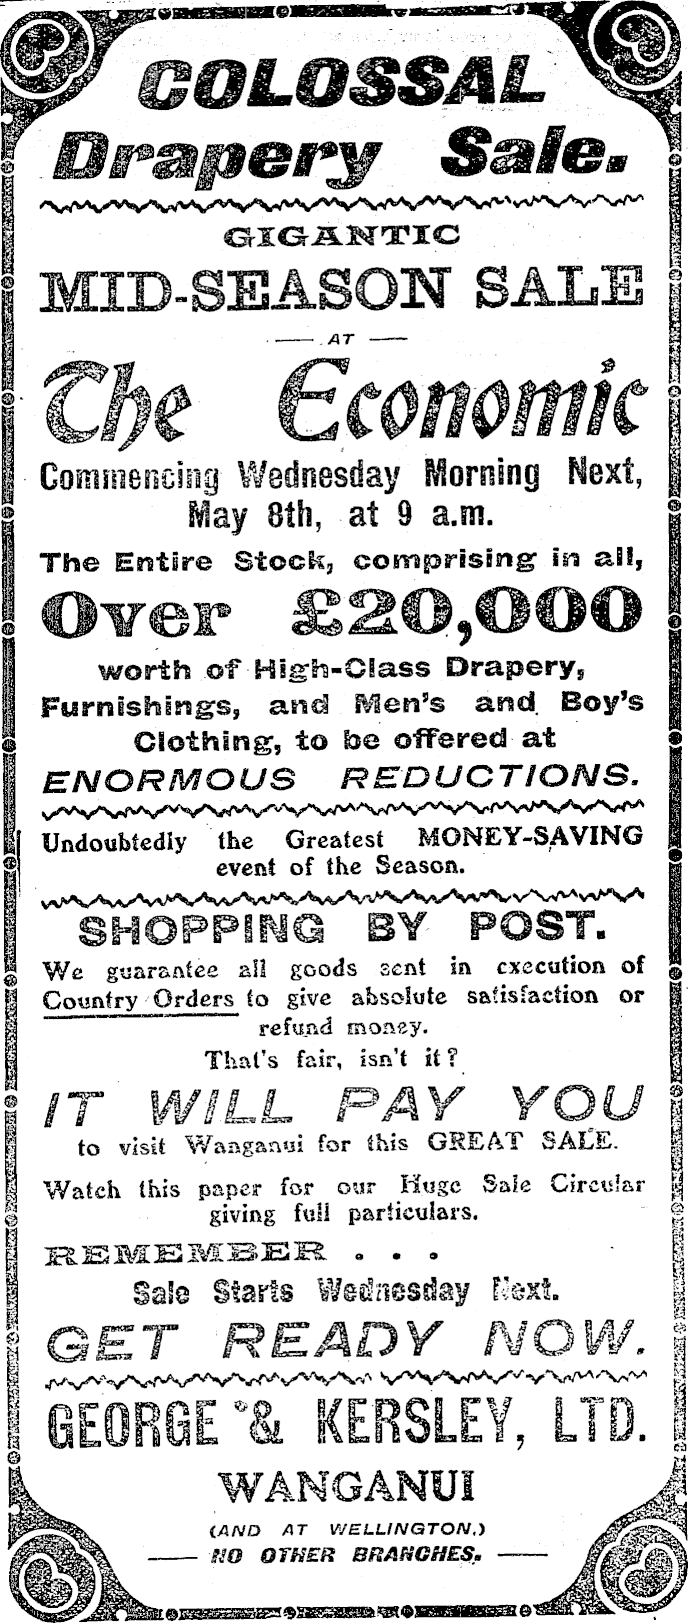 COLOSSAL
Drapery Sale.
GIGANTIC
MID-SEASON SALE
— AT —
The Economic
Commencing Wednesday Morning Next,
May 8th, at 9 a.m.
The Entire Stock, comprising in all,
Over £20,000
worth of High-Class Drapery,
Furnishings, and Men's and Boy's
Clothing, to be offered at
ENORMOUS REDUCTIONS.
Undoubtedly the Greatest MONEY-SAVING
event of the Season.
SHOPPING BY POST.
We guarantee all goods sent in execution of
Country Orders to give absolute satisfaction or
refund money.
That's fair, isn't it?
IT WILL PAY YOU
to visit Wanganui for this GREAT SALE.
Watch this paper for our Huge Sale Circular
giving full particulars.
REMEMBER . . .
Sale Starts Wednesday Next.
GET READY NOW.
GEORGE & KERSLEY, LTD.
WANGANUI
(AND AT WELLINGTON,)
— NO OTHER BRANCHES. —